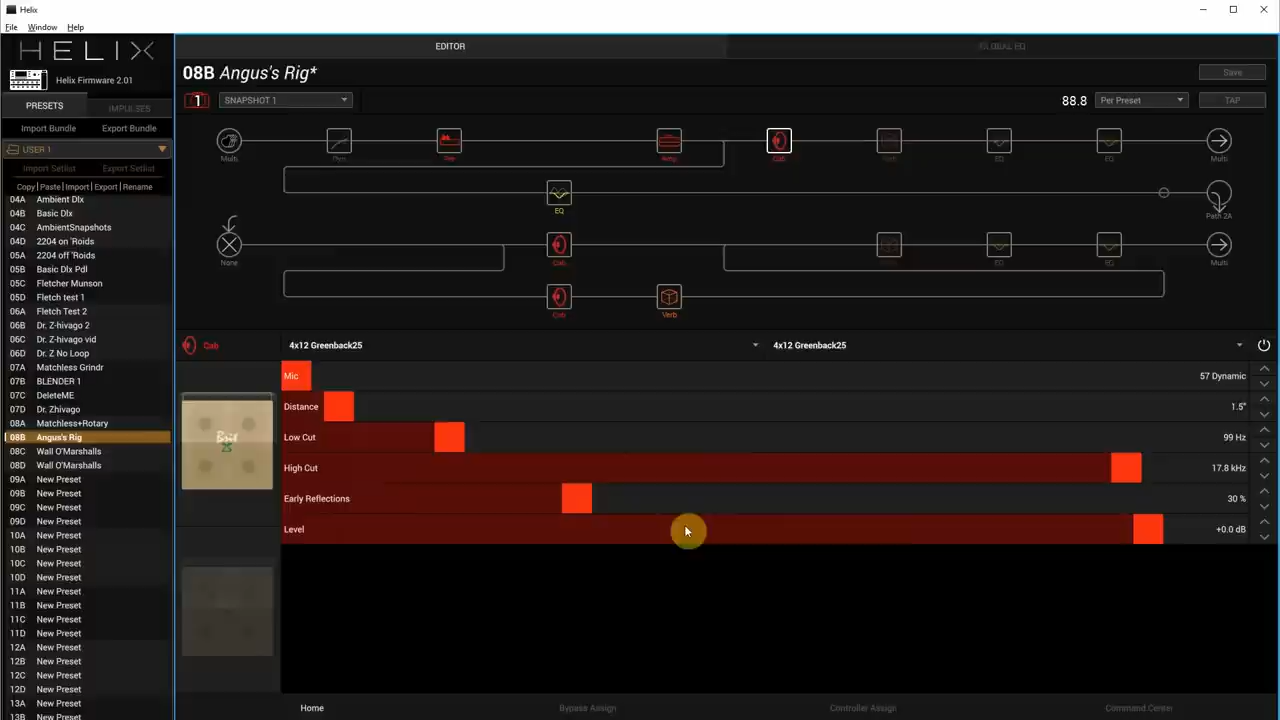 Helix
File Window Help
HELIX
Helix Firmware 2.01
PRESETS IMPULSES
Import Bundle Export Bundle
USER 1
Import Setlist Export Setlist
Copy | Paste | Import | Export | Rename
04A Ambient Dlx
04B Basic Dlx
04C AmbientSnapshots
04D 2204 on 'Roids
05A 2204 off 'Roids
05B Basic Dlx Pdl
05C Fletcher Munson
05D Fletch test 1
06A Fletch Test 2
06B Dr. Z-hivago 2
06C Dr. Z-hivago vid
06D Dr. Z No Loop
07A Matchless Grindr
07B BLENDER 1
07C DeleteME
07D Dr. Zhivago
08A Matchless+Rotary
08B Angus's Rig
08C Wall O'Marshalls
08D Wall O'Marshalls
09A New Preset
09B New Preset
09C New Preset
09D New Preset
10A New Preset
10B New Preset
10C New Preset
10D New Preset
11A New Preset
11B New Preset
11C New Preset
11D New Preset
12A New Preset
12B New Preset
12C New Preset
12D New Preset
13A New Preset
13B New Preset
EDITOR GLOBAL EQ
08B Angus's Rig* Save
1 SNAPSHOT 1 88.8 Per Preset TAP
Multi Dyn Amp Cab Verb EQ EQ Multi
EQ Path 2A
None Cab EQ EQ Multi
Cab Verb
Cab 4x12 Greenback25 4x12 Greenback25
Mic 57 Dynamic
Distance 1.5"
Low Cut 99 Hz
High Cut 17.8 kHz
Early Reflections 30 %
Level +0.0 dB
Home Bypass Assign Controller Assign Command Center